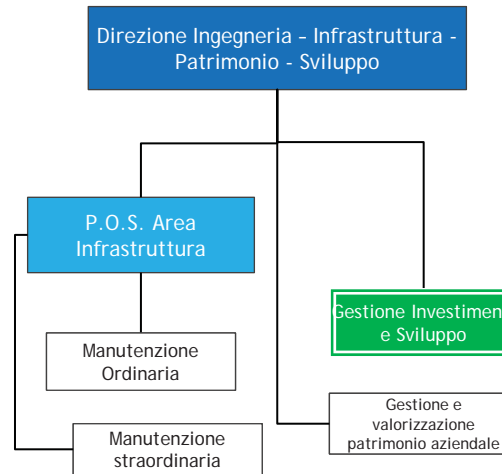 Direzione Ingegneria – Infrastruttura -
Patrimonio - Sviluppo
P.O.S. Area
Infrastruttura
Gestione Investimen
e Sviluppo
Manutenzione
Ordinaria
Gestione e
valorizzazione
patrimonio aziendale
Manutenzione
straordinaria